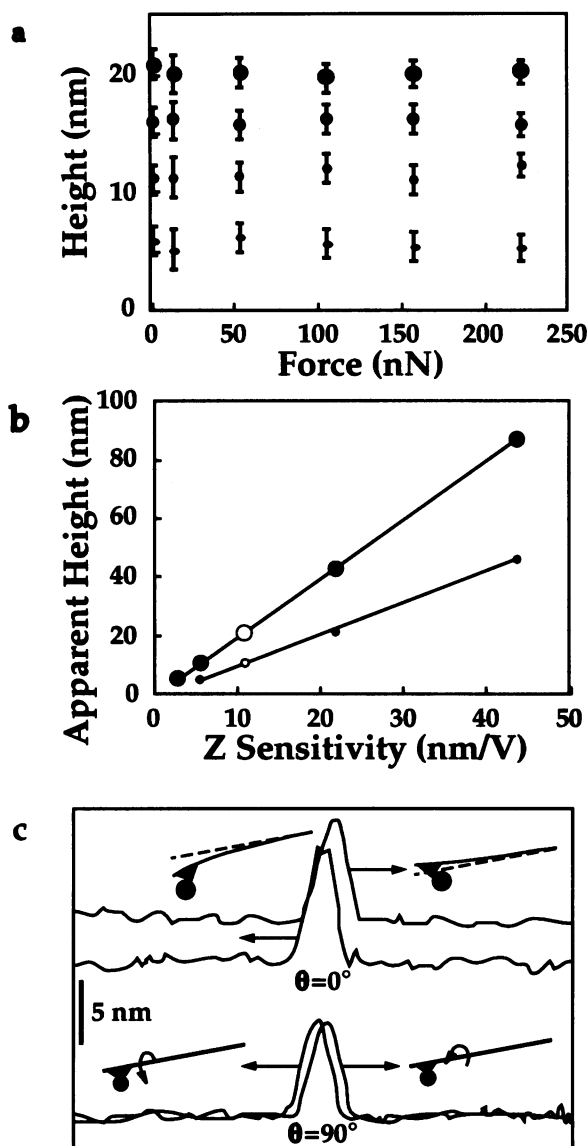 a
Height (nm)
20
10
0
0 50 100 150 200 250
Force (nN)
b
Apparent Height (nm)
100
80
60
40
20
0
0 10 20 30 40 50
Z Sensitivity (nm/V)
c
θ=0°
5 nm
θ=90°